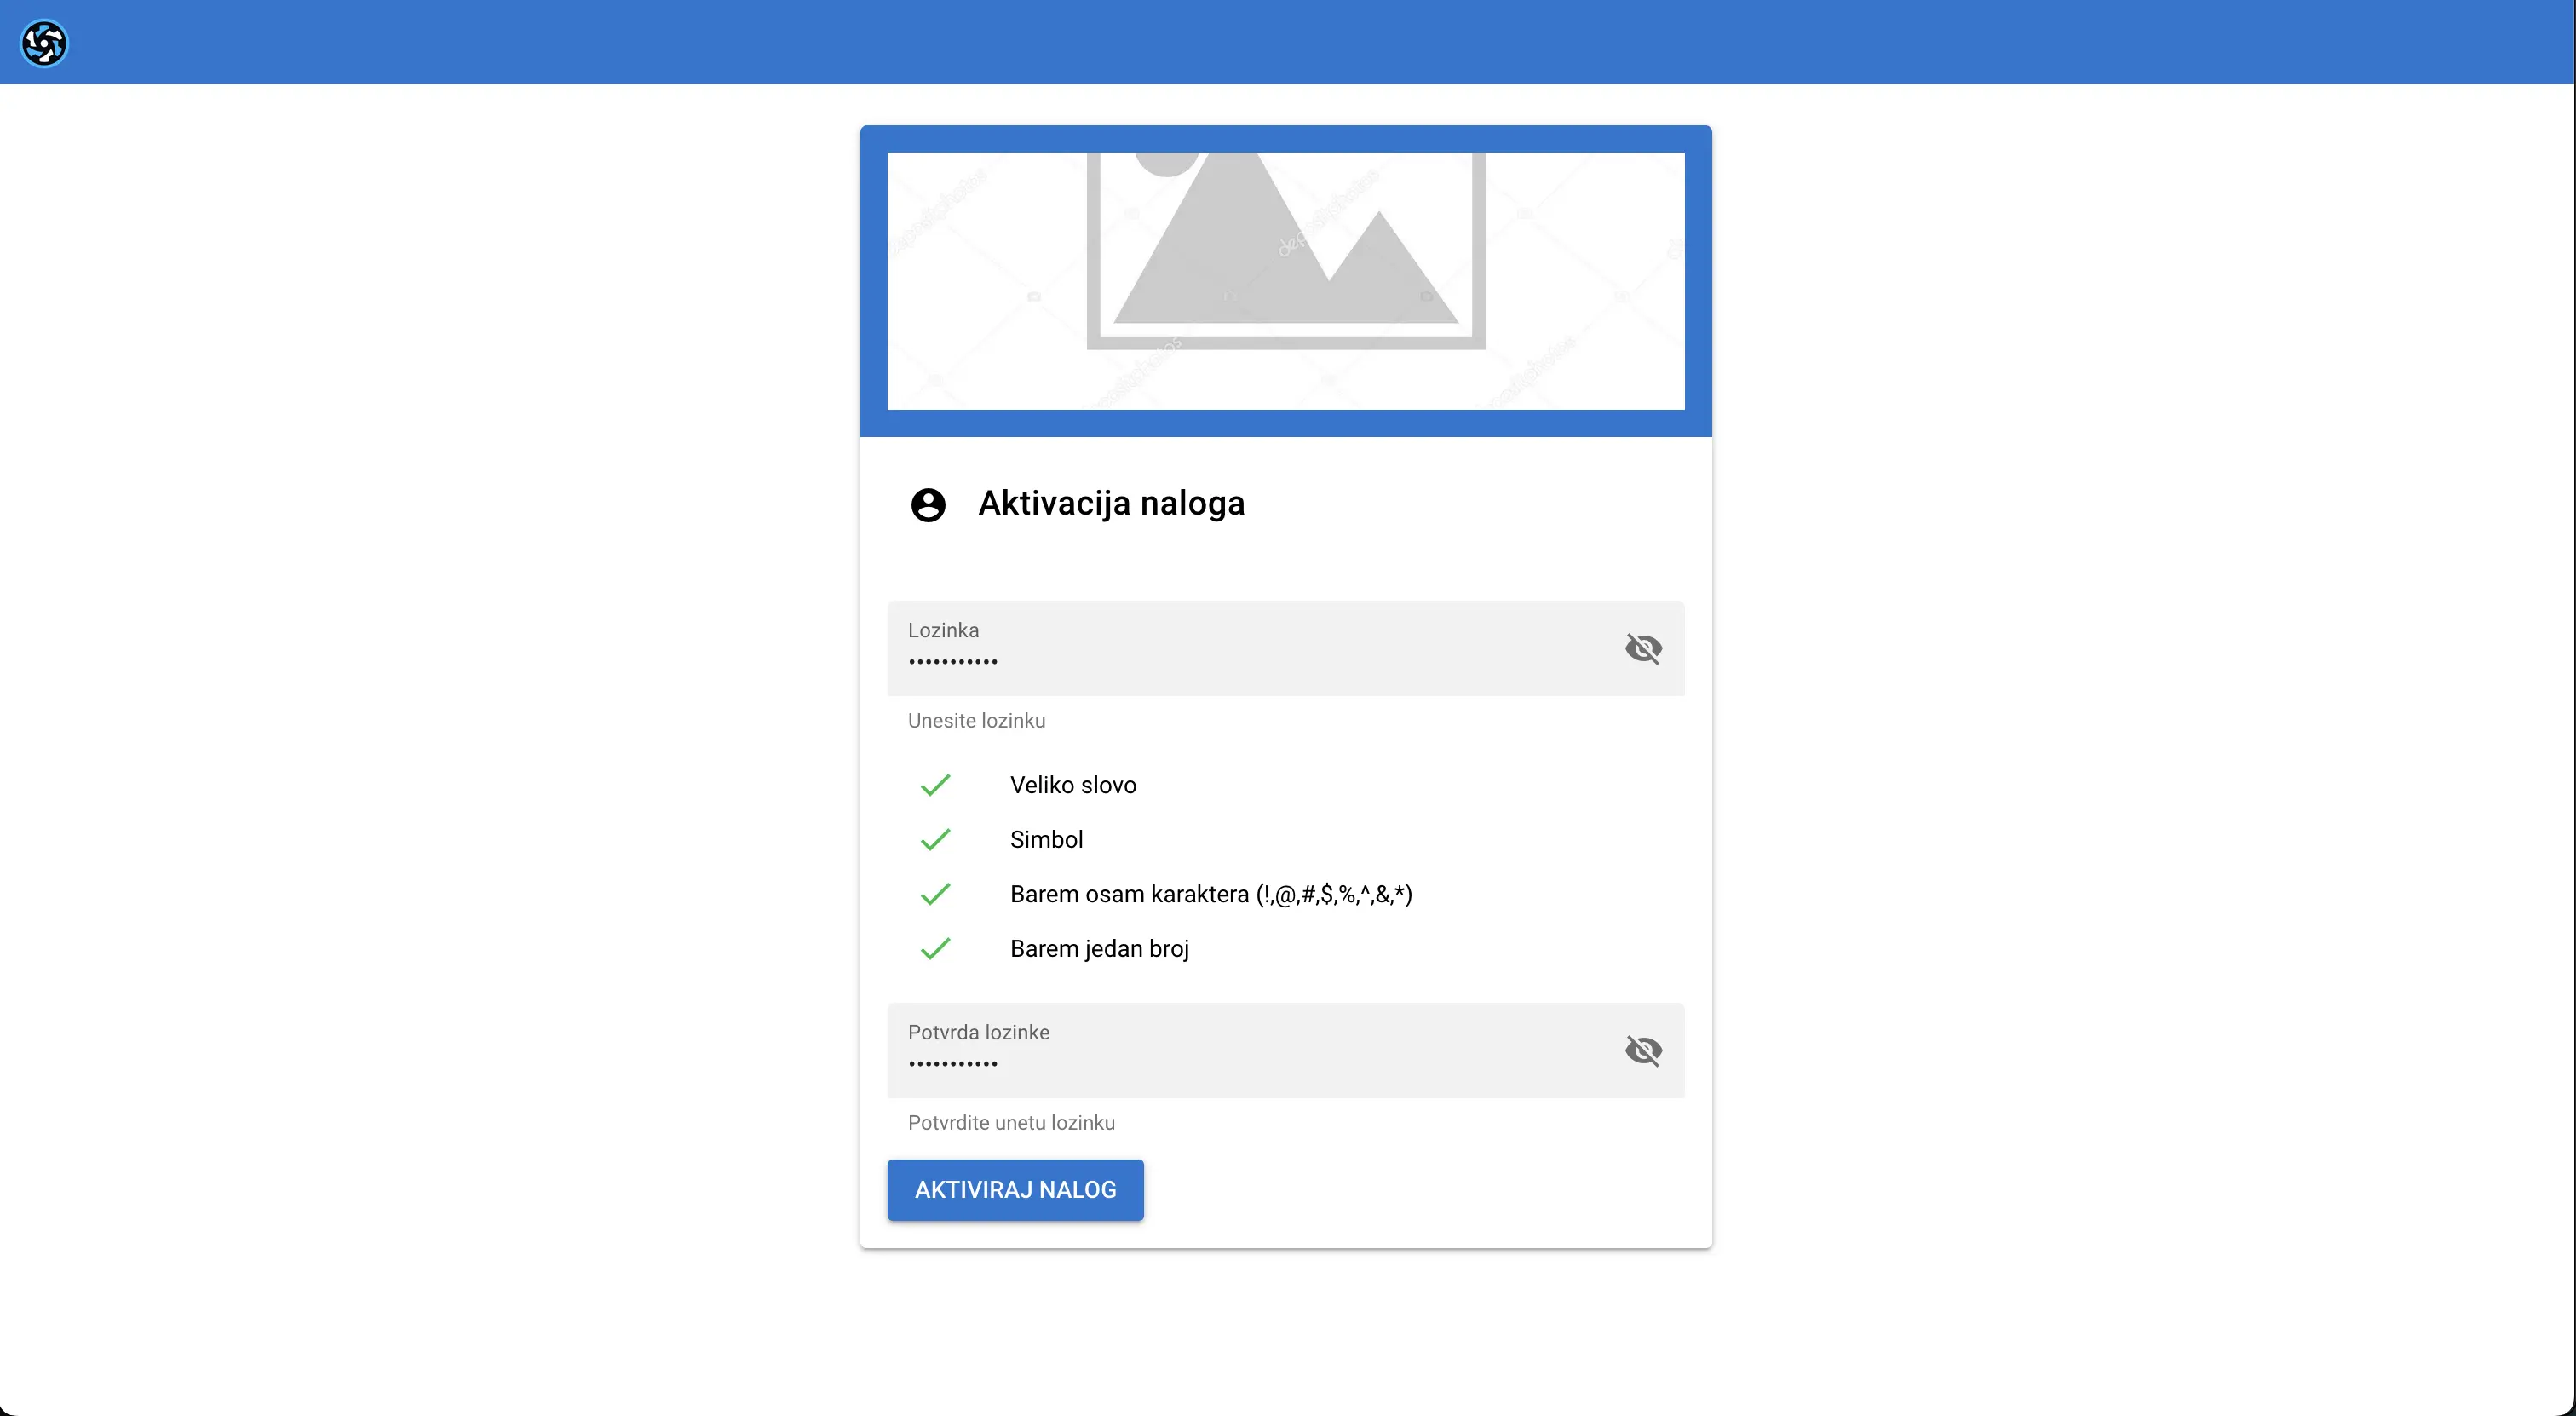 depositphotos
Aktivacija naloga
Lozinka
•••••••••••
Unesite lozinku
Veliko slovo
Simbol
Barem osam karaktera (!,@,#,$,%,^,&,*)
Barem jedan broj
Potvrda lozinke
•••••••••••
Potvrdite unetu lozinku
AKTIVIRAJ NALOG